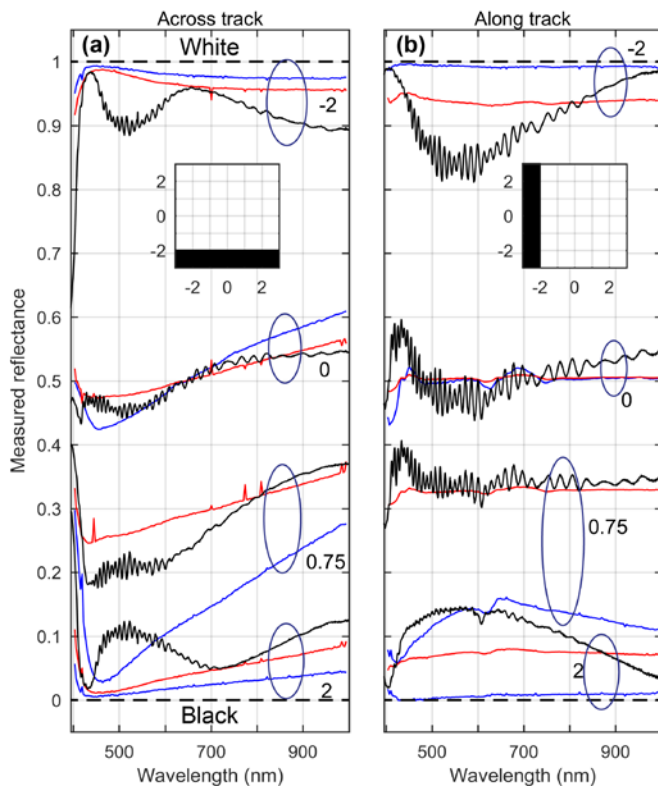 Across track
Along track
(a)
White
(b)
-2
1
-2
0.9
0.8
2
0
-2
-2 0 2
2
0
-2
-2 0 2
0.7
0.6
0.5
0
0
0.4
0.3
0.75
0.75
0.2
0.1
2
2
0
Black
Measured reflectance
500 700 900
500 700 900
Wavelength (nm)
Wavelength (nm)